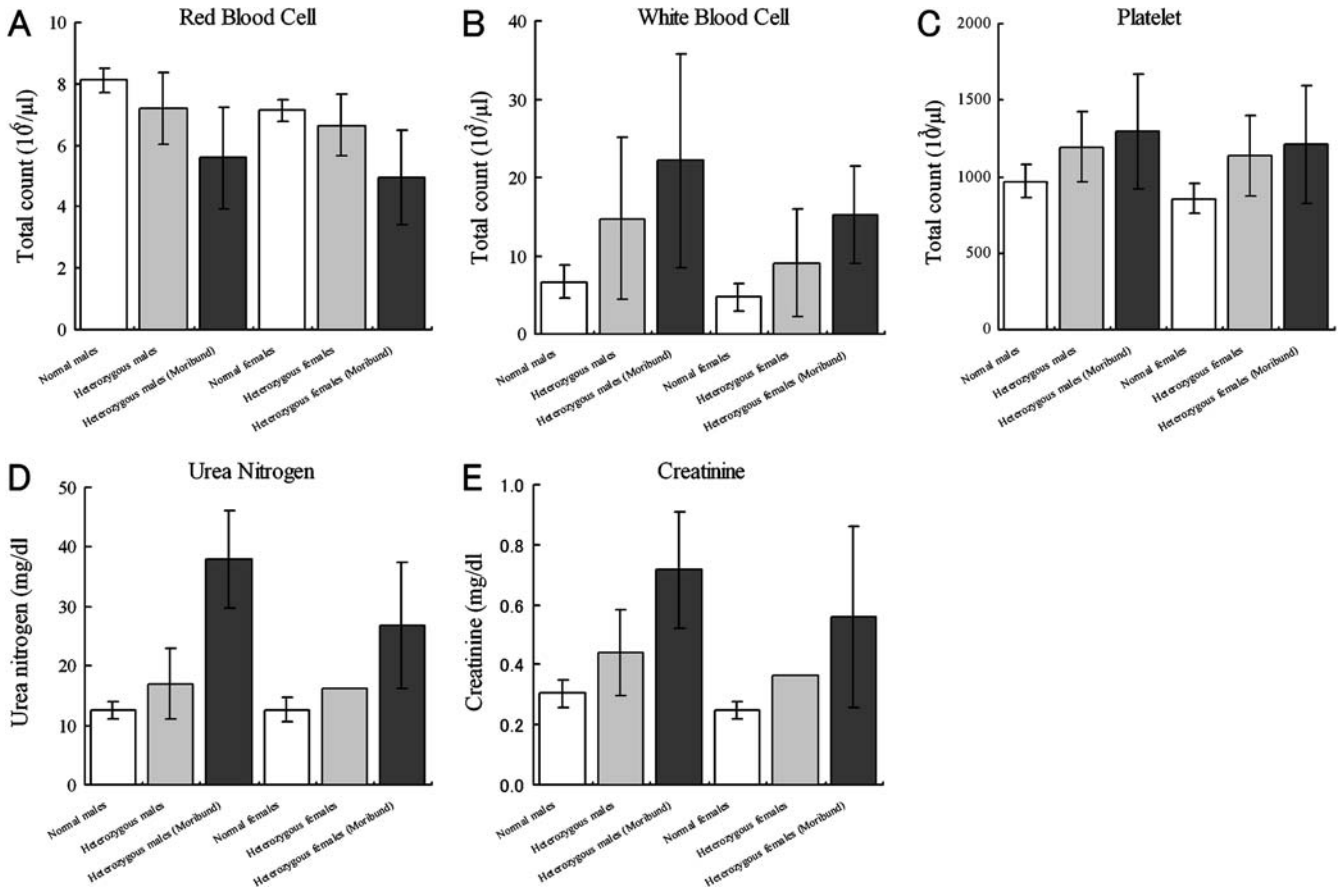 A
Red Blood Cell
Total count (10⁶/µl)
10
8
6
4
2
0
Normal males
Heterozygous males
Heterozygous males (Moribund)
Normal females
Heterozygous females
Heterozygous females (Moribund)
B
White Blood Cell
Total count (10³/µl)
40
30
20
10
0
Normal males
Heterozygous males
Heterozygous males (Moribund)
Normal females
Heterozygous females
Heterozygous females (Moribund)
C
Platelet
Total count (10³/µl)
2000
1500
1000
500
0
Normal males
Heterozygous males
Heterozygous males (Moribund)
Normal females
Heterozygous females
Heterozygous females (Moribund)
D
Urea Nitrogen
Urea nitrogen (mg/dl)
50
40
30
20
10
0
Normal males
Heterozygous males
Heterozygous males (Moribund)
Normal females
Heterozygous females
Heterozygous females (Moribund)
E
Creatinine
Creatinine (mg/dl)
1.0
0.8
0.6
0.4
0.2
0.0
Normal males
Heterozygous males
Heterozygous males (Moribund)
Normal females
Heterozygous females
Heterozygous females (Moribund)